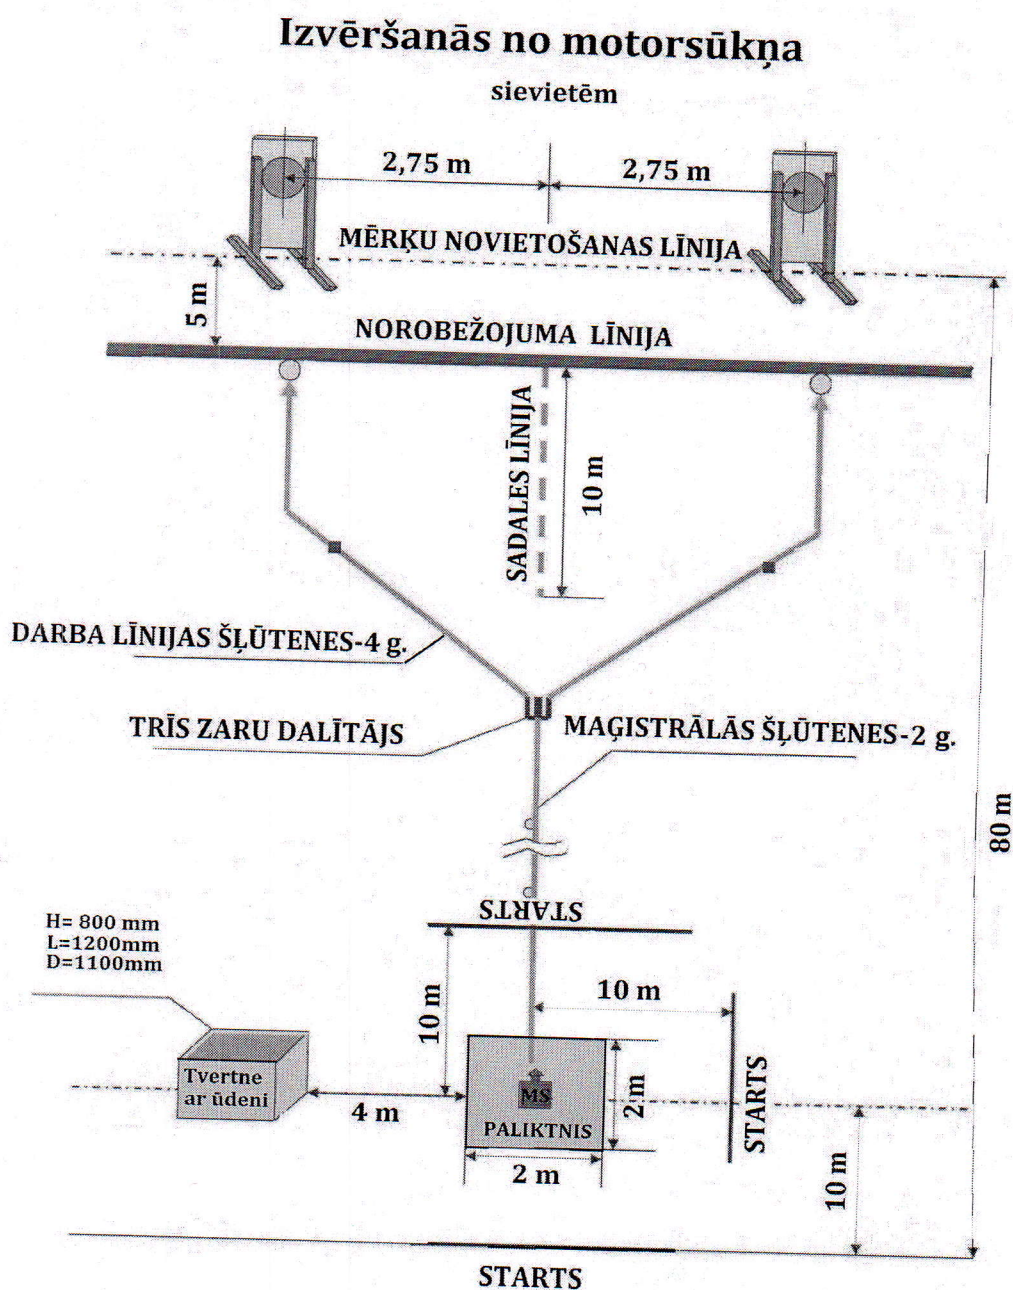 Izvēršanās no motorsūkņa
sievietēm
2,75 m
2,75 m
MĒRĶU NOVIETOŠANAS LĪNIJA
5 m
NOROBEŽOJUMA LĪNIJA
SADALES LĪNIJA
10 m
DARBA LĪNIJAS ŠĻŪTENES-4 g.
TRĪS ZARU DALĪTĀJS
MAĢISTRĀLĀS ŠĻŪTENES-2 g.
80 m
STARTS
H= 800 mm
L=1200mm
D=1100mm
10 m
10 m
Tvertne
ar ūdeni
4 m
MS
PALIKTNIS
2 m
2 m
STARTS
10 m
STARTS